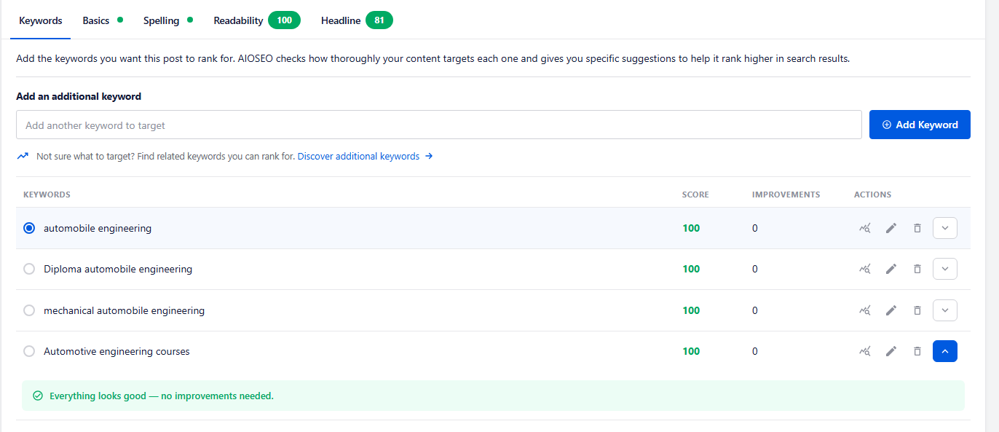 Keywords Basics Spelling Readability 100 Headline 81
Add the keywords you want this post to rank for. AIOSEO checks how thoroughly your content targets each one and gives you specific suggestions to help it rank higher in search results.
Add an additional keyword
Add another keyword to target
Add Keyword
Not sure what to target? Find related keywords you can rank for. Discover additional keywords →
KEYWORDS SCORE IMPROVEMENTS ACTIONS
automobile engineering 100 0
Diploma automobile engineering 100 0
mechanical automobile engineering 100 0
Automotive engineering courses 100 0
Everything looks good — no improvements needed.